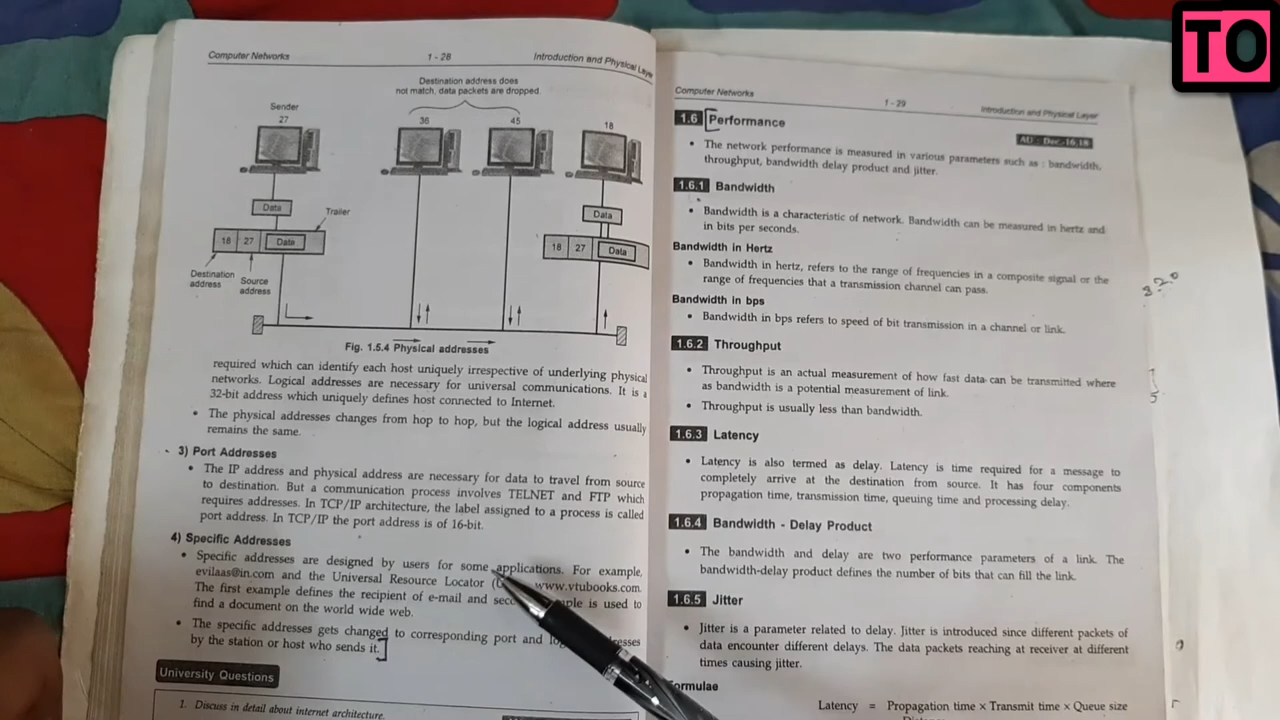 TO
Computer Networks
1 - 28
Introduction and Physical Layer
Destination address does
not match, data packets are dropped.
Sender
27
36
45
18
Data
Trailer
Data
18 27 Data
18 27 Data
Destination
address
Source
address
Fig. 1.5.4 Physical addresses
required which can identify each host uniquely irrespective of underlying physical
networks. Logical addresses are necessary for universal communications. It is a
32-bit address which uniquely defines host connected to Internet.
• The physical addresses changes from hop to hop, but the logical address usually
remains the same.
3) Port Addresses
• The IP address and physical address are necessary for data to travel from source
to destination. But a communication process involves TELNET and FTP which
requires addresses. In TCP/IP architecture, the label assigned to a process is called
port address. In TCP/IP the port address is of 16-bit.
4) Specific Addresses
• Specific addresses are designed by users for some applications. For example,
evilaas@in.com and the Universal Resource Locator www.vtubooks.com.
The first example defines the recipient of e-mail and is used to
find a document on the world wide web.
• The specific addresses gets changed to corresponding port and
by the station or host who sends it.
University Questions
1. Discuss in detail about internet architecture.
Computer Networks
1 - 29
Introduction and Physical Layer
1.6 Performance
AU : Dec.-16,18
• The network performance is measured in various parameters such as : bandwidth,
throughput, bandwidth delay product and jitter.
1.6.1 Bandwidth
• Bandwidth is a characteristic of network. Bandwidth can be measured in hertz and
in bits per seconds.
Bandwidth in Hertz
• Bandwidth in hertz, refers to the range of frequencies in a composite signal or the
range of frequencies that a transmission channel can pass.
Bandwidth in bps
• Bandwidth in bps refers to speed of bit transmission in a channel or link.
1.6.2 Throughput
• Throughput is an actual measurement of how fast data can be transmitted where
as bandwidth is a potential measurement of link.
• Throughput is usually less than bandwidth.
1.6.3 Latency
• Latency is also termed as delay. Latency is time required for a message to
completely arrive at the destination from source. It has four components
propagation time, transmission time, queuing time and processing delay.
1.6.4 Bandwidth - Delay Product
• The bandwidth and delay are two performance parameters of a link. The
bandwidth-delay product defines the number of bits that can fill the link.
1.6.5 Jitter
• Jitter is a parameter related to delay. Jitter is introduced since different packets of
data encounter different delays. The data packets reaching at receiver at different
times causing jitter.
Formulae
Latency = Propagation time × Transmit time × Queue size